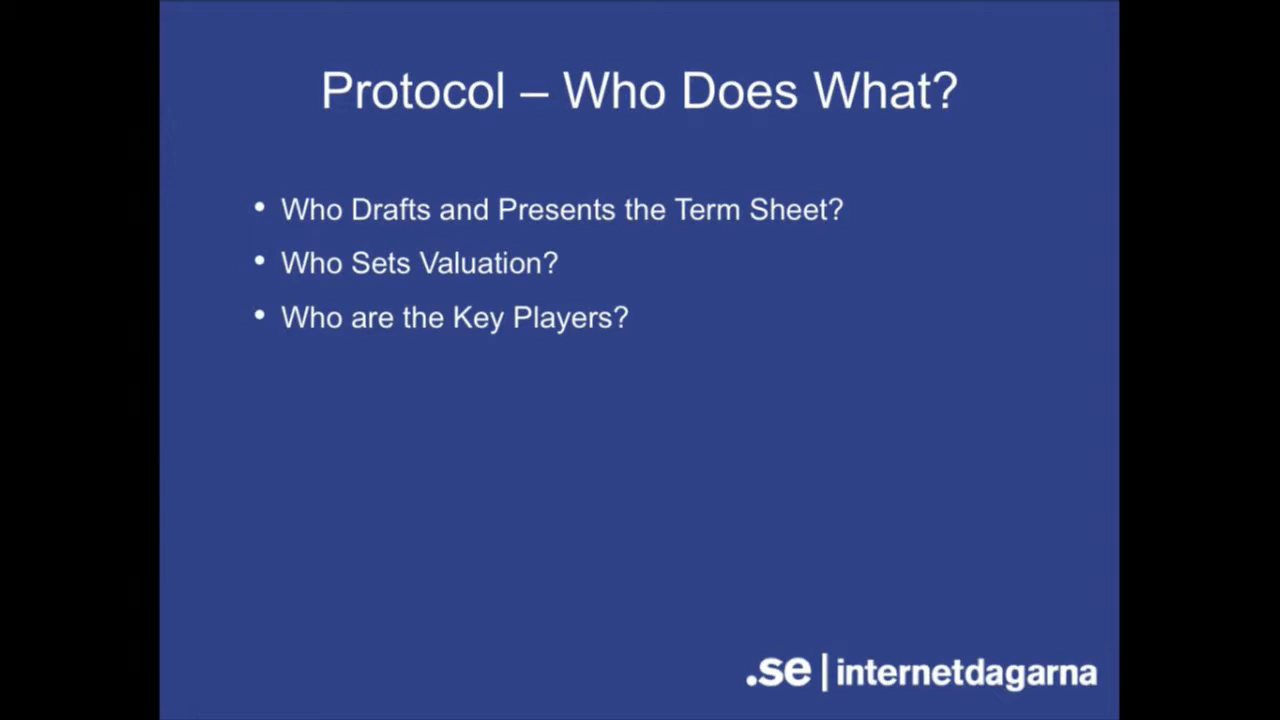 Protocol – Who Does What?
• Who Drafts and Presents the Term Sheet?
• Who Sets Valuation?
• Who are the Key Players?
.se | internetdagarna